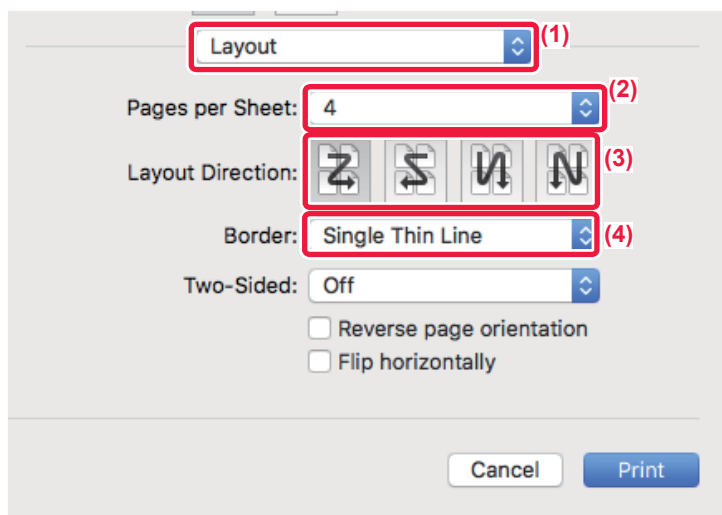 Layout (1)
Pages per Sheet: 4 (2)
Layout Direction: (3)
Border: Single Thin Line (4)
Two-Sided: Off
Reverse page orientation
Flip horizontally
Cancel Print